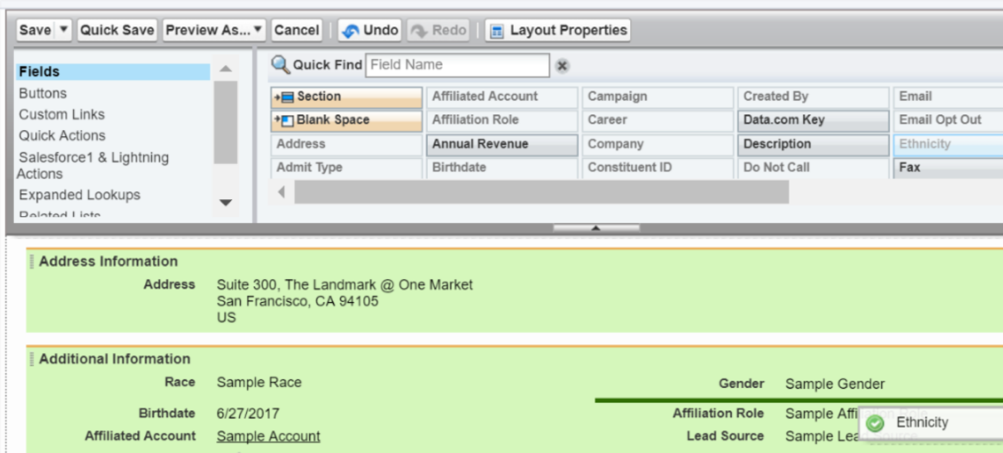 Save Quick Save Preview As... Cancel Undo Redo Layout Properties
Fields
Buttons
Custom Links
Quick Actions
Salesforce1 & Lightning
Actions
Expanded Lookups
Related Lists
Quick Find Field Name
Section Affiliated Account Campaign Created By Email
Blank Space Affiliation Role Career Data.com Key Email Opt Out
Address Annual Revenue Company Description Ethnicity
Admit Type Birthdate Constituent ID Do Not Call Fax
Address Information
Address Suite 300, The Landmark @ One Market
San Francisco, CA 94105
US
Additional Information
Race Sample Race Gender Sample Gender
Birthdate 6/27/2017 Affiliation Role Sample Affi
Affiliated Account Sample Account Lead Source Sample Lea
Ethnicity